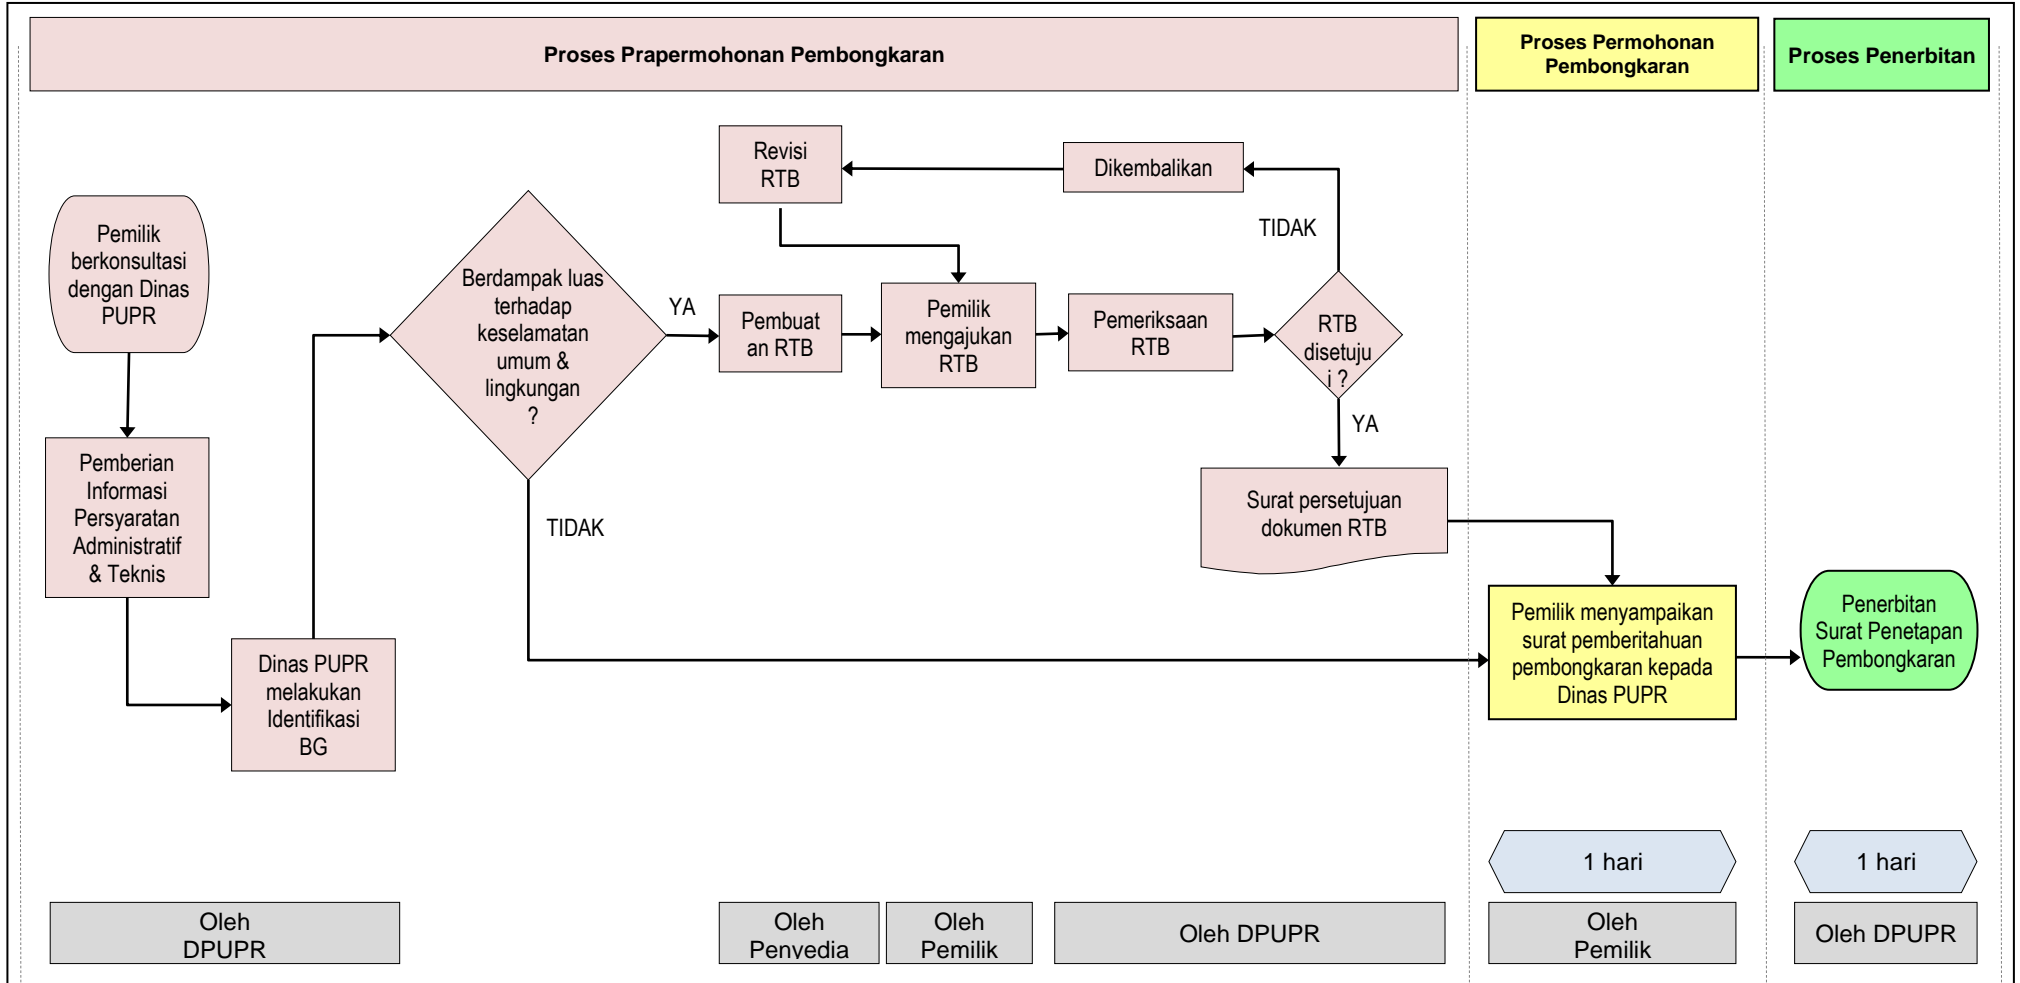 Proses Prapermohonan Pembongkaran
Proses Permohonan
Pembongkaran
Proses Penerbitan
Revisi
RTB
Dikembalikan
TIDAK
Pemilik
berkonsultasi
dengan Dinas
PUPR
Berdampak luas
terhadap
keselamatan
umum &
lingkungan
?
YA
Pembuat
an RTB
Pemilik
mengajukan
RTB
Pemeriksaan
RTB
RTB
disetuju
i ?
YA
Pemberian
Informasi
Persyaratan
Administratif
& Teknis
TIDAK
Surat persetujuan
dokumen RTB
Dinas PUPR
melakukan
Identifikasi
BG
Pemilik menyampaikan
surat pemberitahuan
pembongkaran kepada
Dinas PUPR
Penerbitan
Surat Penetapan
Pembongkaran
1 hari
1 hari
Oleh
DPUPR
Oleh
Penyedia
Oleh
Pemilik
Oleh DPUPR
Oleh
Pemilik
Oleh DPUPR